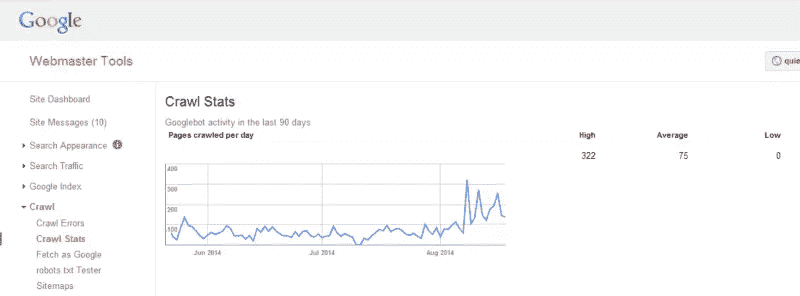 Google
Webmaster Tools
quie
Site Dashboard
Site Messages (10)
Search Appearance
Search Traffic
Google Index
Crawl
Crawl Errors
Crawl Stats
Fetch as Google
robots.txt Tester
Sitemaps
Crawl Stats
Googlebot activity in the last 90 days
Pages crawled per day
High Average Low
322 75 0
400
300
200
100
Jun 2014 Jul 2014 Aug 2014